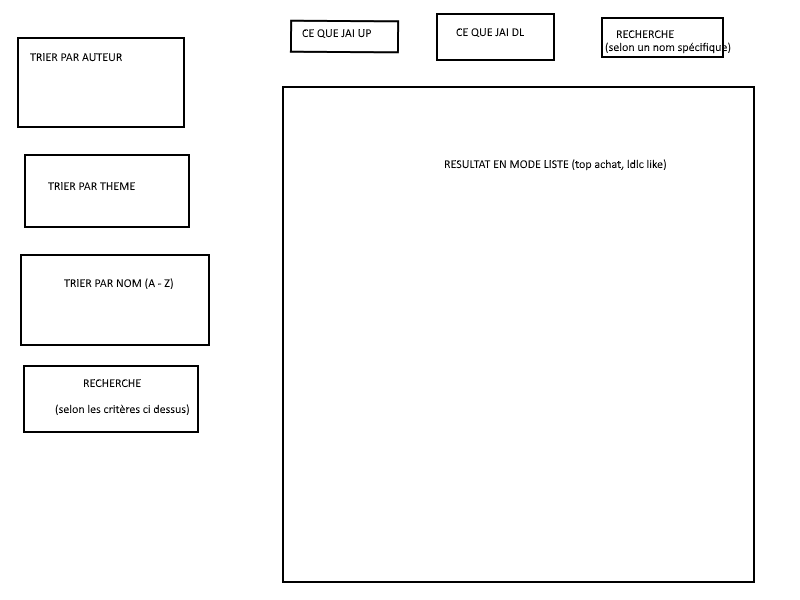 CE QUE JAI UP
CE QUE JAI DL
RECHERCHE
(selon un nom spécifique)
TRIER PAR AUTEUR
RESULTAT EN MODE LISTE (top achat, ldlc like)
TRIER PAR THEME
TRIER PAR NOM (A - Z)
RECHERCHE
(selon les critères ci dessus)